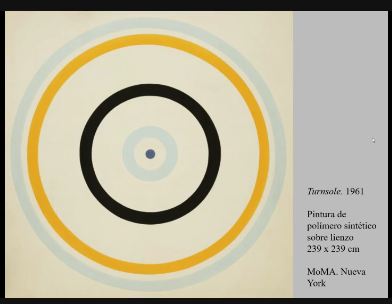 Turnsole. 1961
Pintura de
polímero sintético
sobre lienzo
239 x 239 cm
MoMA. Nueva
York